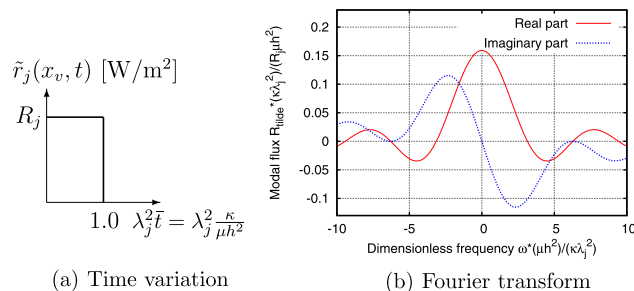 r̃_j(x_v, t) [W/m²]
R_j
1.0 λ_j² t̄ = λ_j² κ/μh²
(a) Time variation
Modal flux R_tilde*(κλ_j²)/(R_jμh²)
0.2
0.15
0.1
0.05
0
-0.05
-0.1
Real part
Imaginary part
-10 -5 0 5 10
Dimensionless frequency ω*(μh²)/(κλ_j²)
(b) Fourier transform